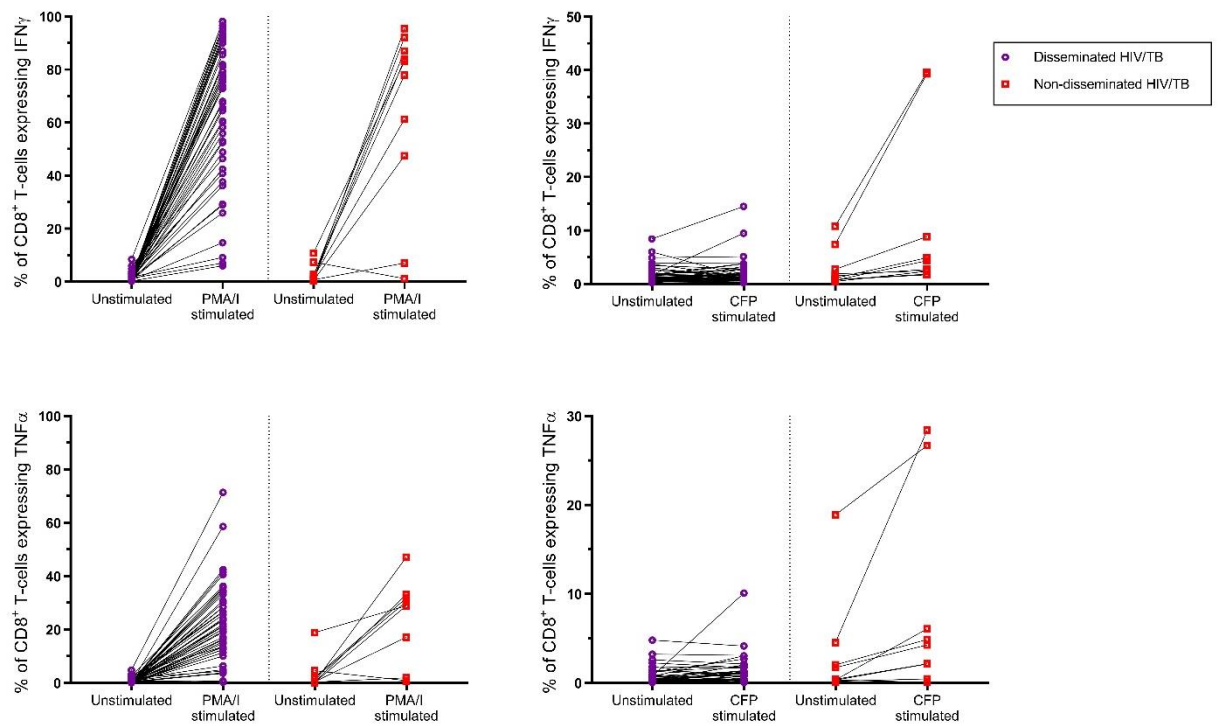 % of CD8+ T-cells expressing IFNγ
100
80
60
40
20
0
Unstimulated
PMA/I
stimulated
Unstimulated
PMA/I
stimulated
% of CD8+ T-cells expressing IFNγ
50
40
30
20
10
0
Unstimulated
CFP
stimulated
Unstimulated
CFP
stimulated
Disseminated HIV/TB
Non-disseminated HIV/TB
% of CD8+ T-cells expressing TNFα
100
80
60
40
20
0
Unstimulated
PMA/I
stimulated
Unstimulated
PMA/I
stimulated
% of CD8+ T-cells expressing TNFα
30
20
10
0
Unstimulated
CFP
stimulated
Unstimulated
CFP
stimulated